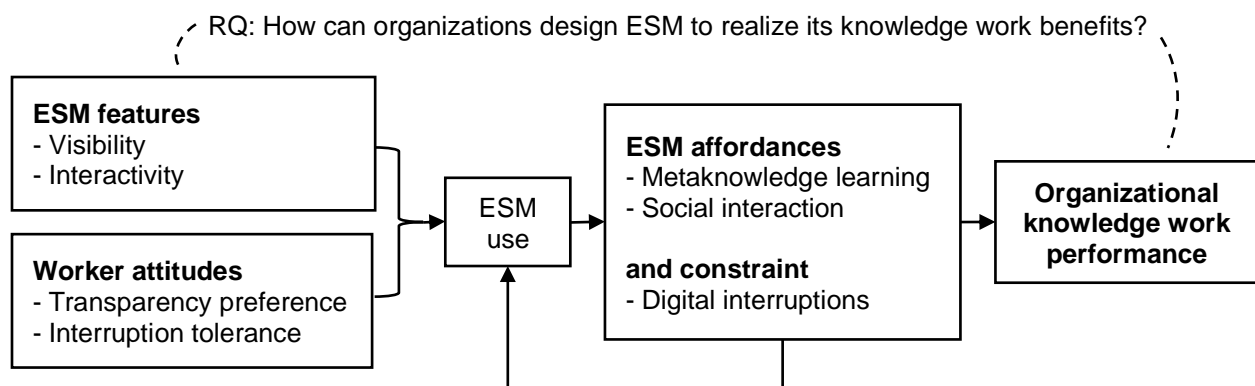 RQ: How can organizations design ESM to realize its knowledge work benefits?
ESM features
- Visibility
- Interactivity
Worker attitudes
- Transparency preference
- Interruption tolerance
ESM
use
ESM affordances
- Metaknowledge learning
- Social interaction
and constraint
- Digital interruptions
Organizational
knowledge work
performance